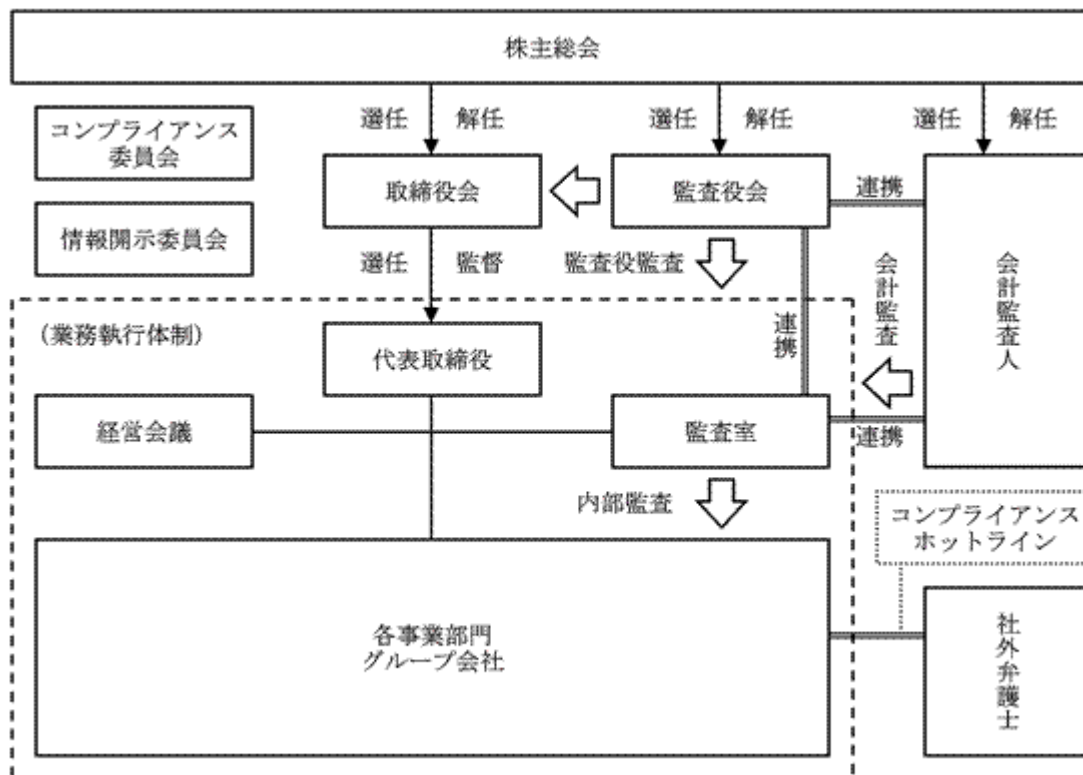 株主総会
選任 解任
選任 解任
選任 解任
コンプライアンス
委員会
取締役会
監査役会
連携
情報開示委員会
選任 監督
監査役監査
会計監査
会計監査人
(業務執行体制)
代表取締役
連携
経営会議
監査室
連携
内部監査
コンプライアンス
ホットライン
各事業部門
グループ会社
社外弁護士